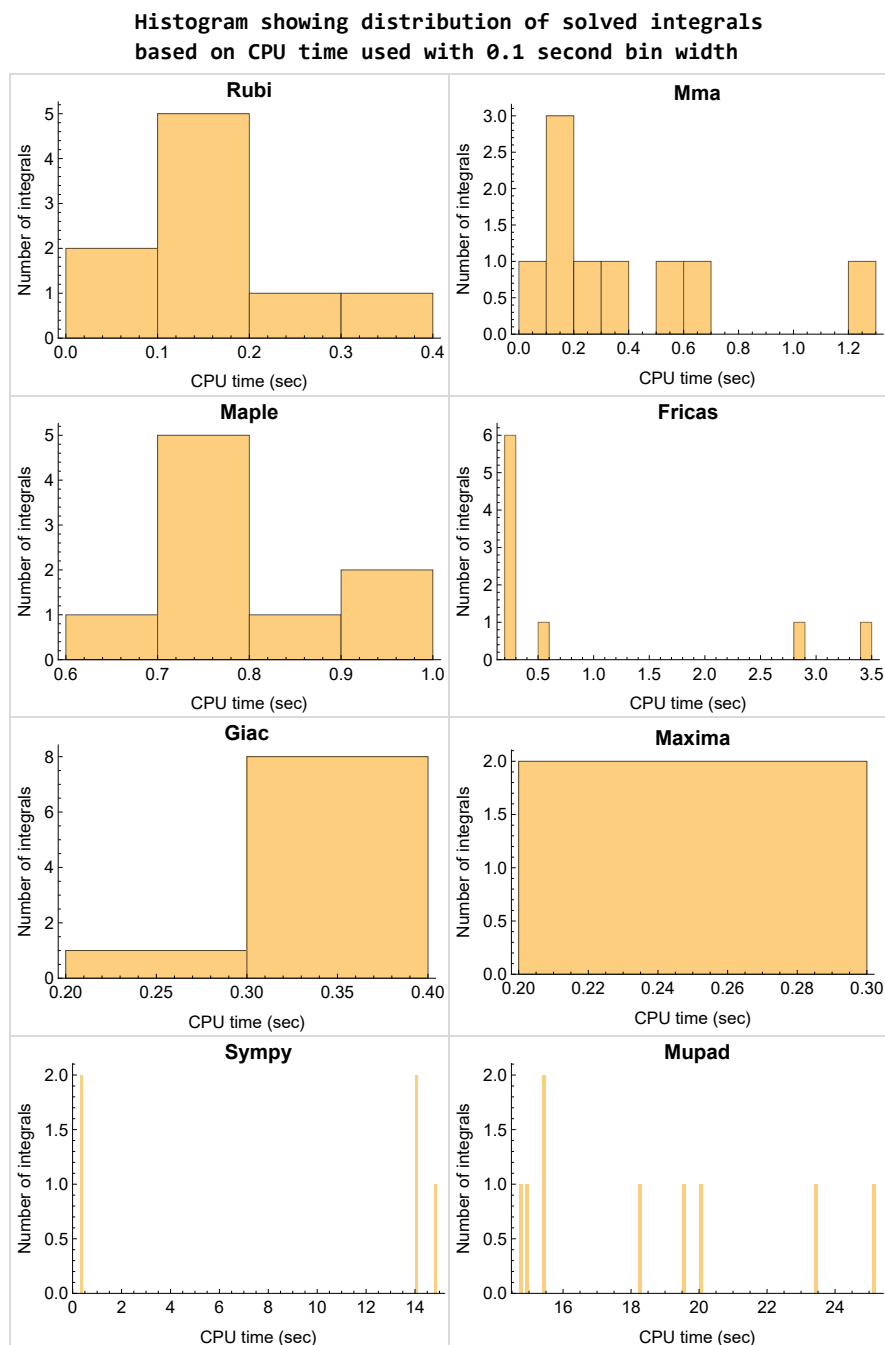 Histogram showing distribution of solved integrals
based on CPU time used with 0.1 second bin width
Rubi
Number of integrals
5
4
3
2
1
0
0.0 0.1 0.2 0.3 0.4
CPU time (sec)
Mma
Number of integrals
3.0
2.5
2.0
1.5
1.0
0.5
0.0
0.0 0.2 0.4 0.6 0.8 1.0 1.2
CPU time (sec)
Maple
Number of integrals
5
4
3
2
1
0
0.6 0.7 0.8 0.9 1.0
CPU time (sec)
Fricas
Number of integrals
6
5
4
3
2
1
0
0.5 1.0 1.5 2.0 2.5 3.0 3.5
CPU time (sec)
Giac
Number of integrals
8
6
4
2
0
0.20 0.25 0.30 0.35 0.40
CPU time (sec)
Maxima
Number of integrals
2.0
1.5
1.0
0.5
0.0
0.20 0.22 0.24 0.26 0.28 0.30
CPU time (sec)
Sympy
Number of integrals
2.0
1.5
1.0
0.5
0.0
0 2 4 6 8 10 12 14
CPU time (sec)
Mupad
Number of integrals
2.0
1.5
1.0
0.5
0.0
16 18 20 22 24
CPU time (sec)